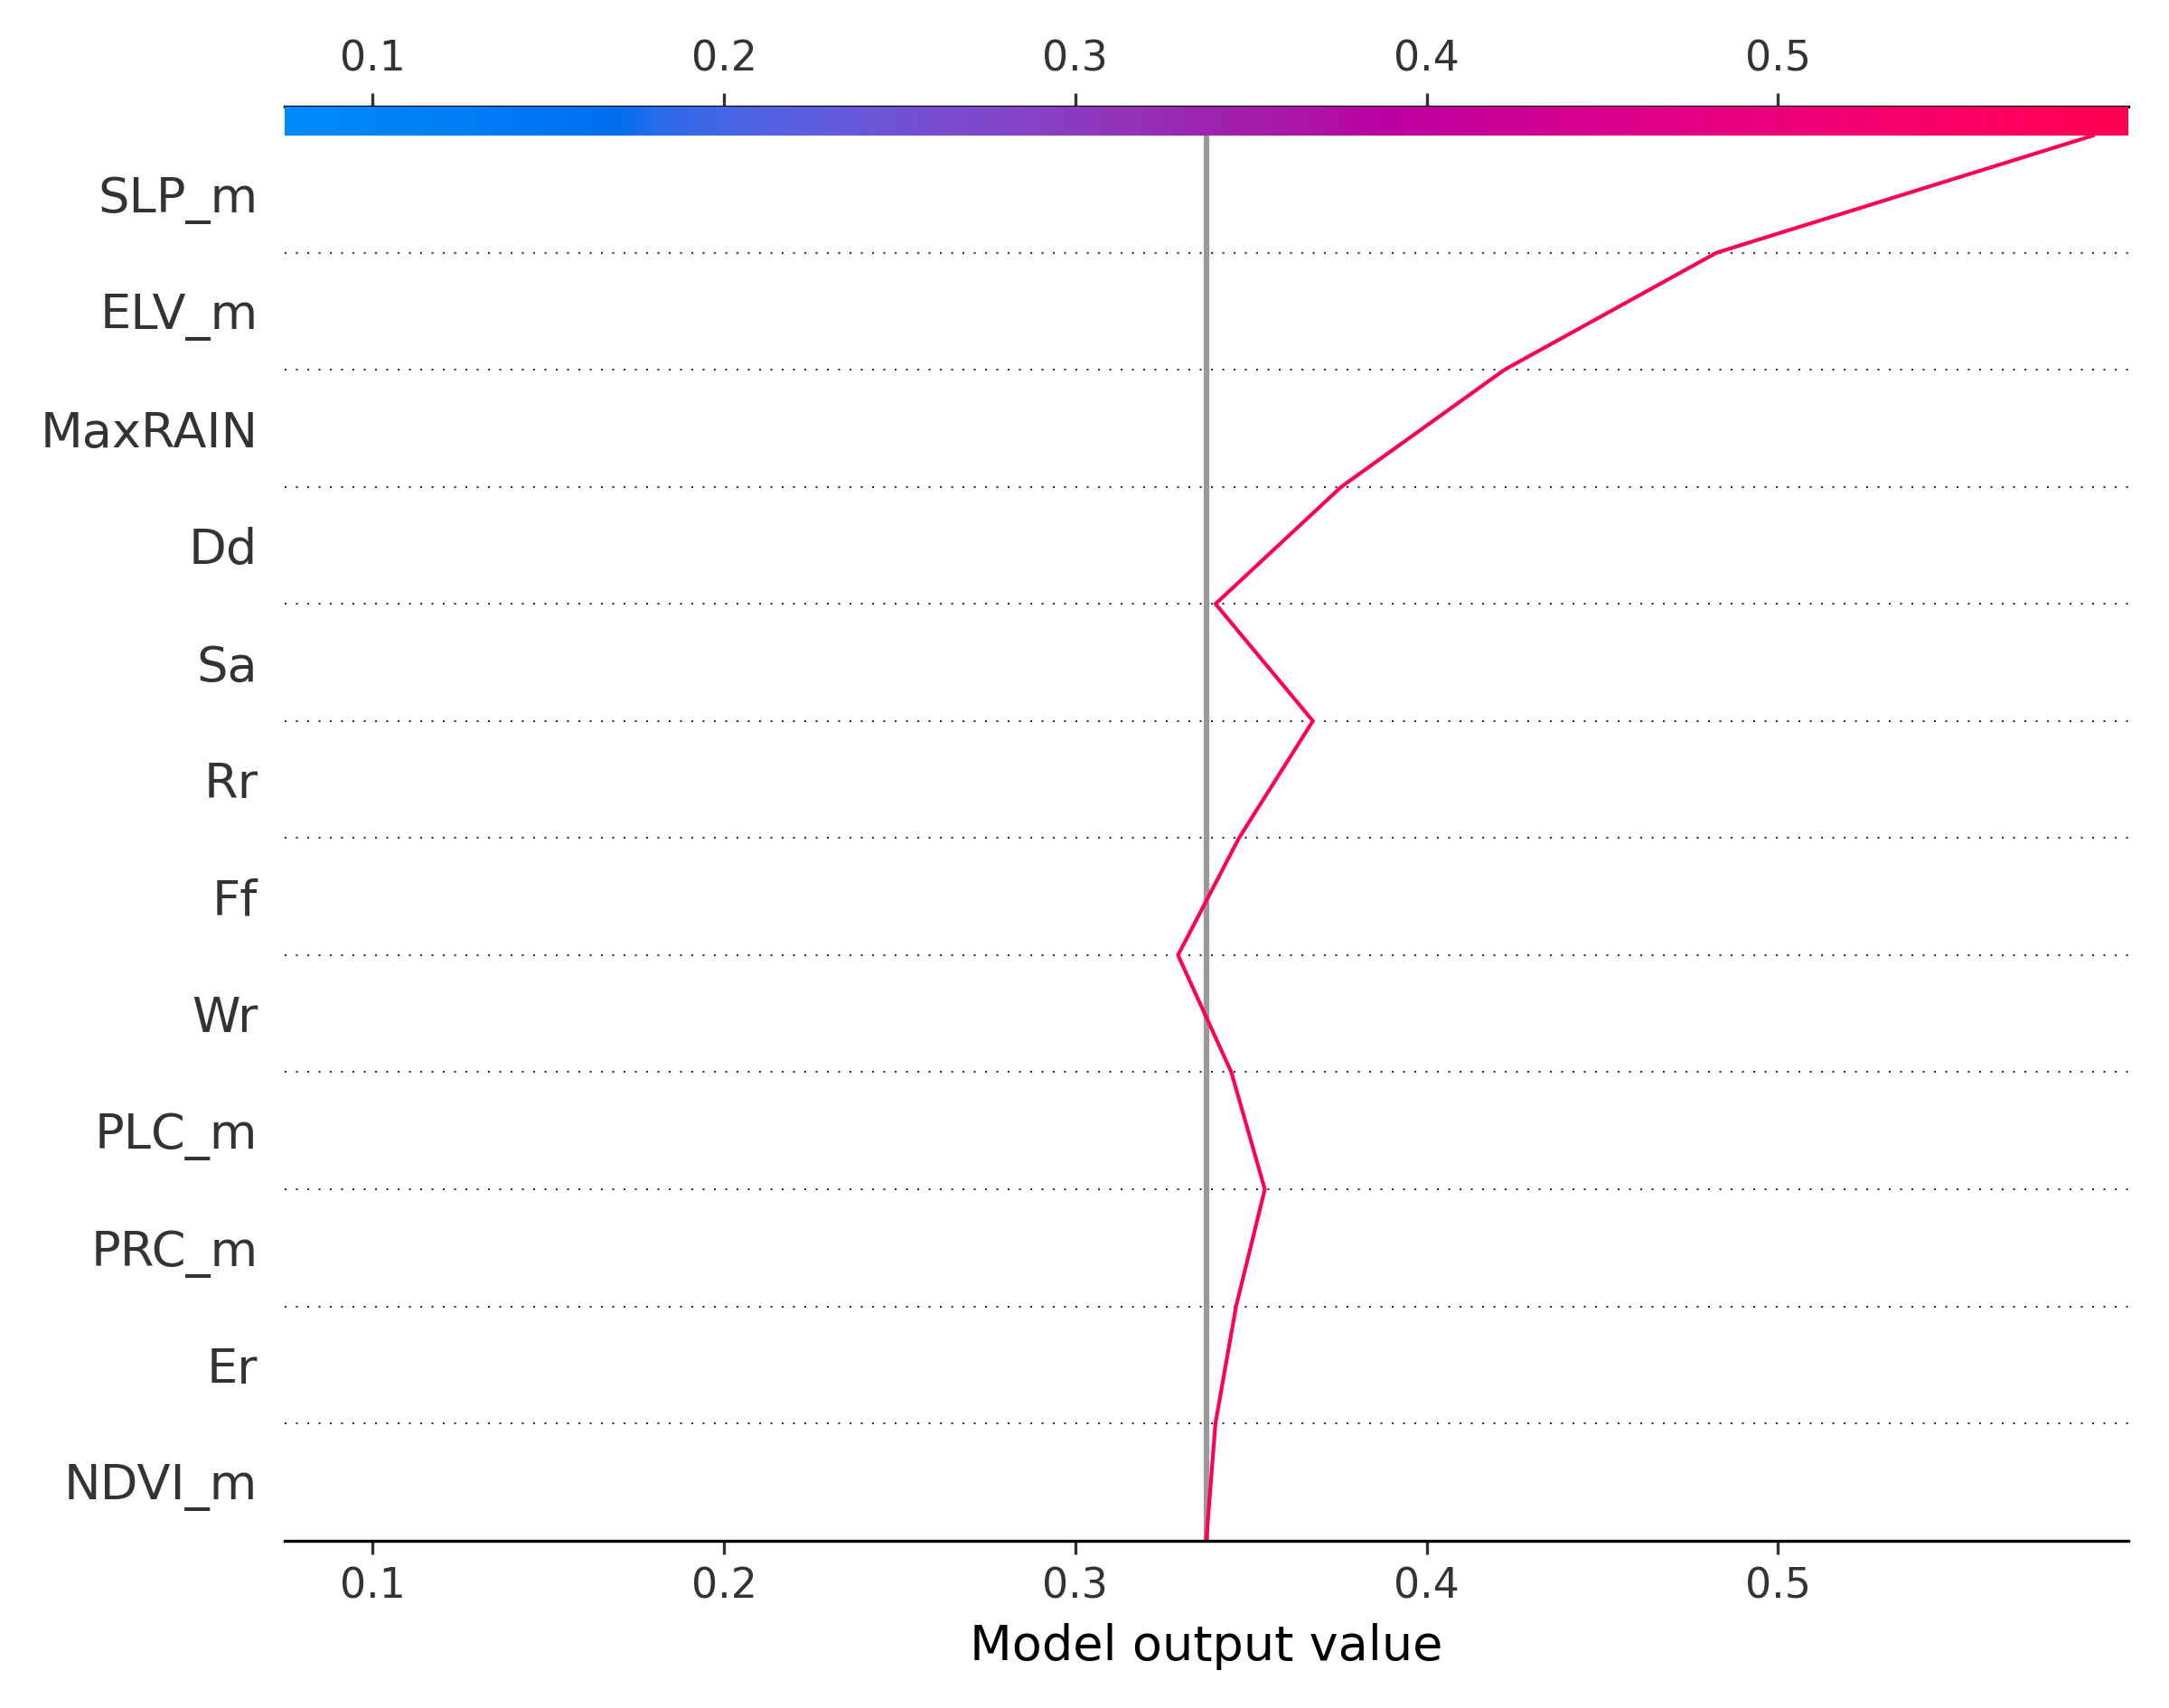 0.1 0.2 0.3 0.4 0.5
SLP_m
ELV_m
MaxRAIN
Dd
Sa
Rr
Ff
Wr
PLC_m
PRC_m
Er
NDVI_m
0.1 0.2 0.3 0.4 0.5
Model output value